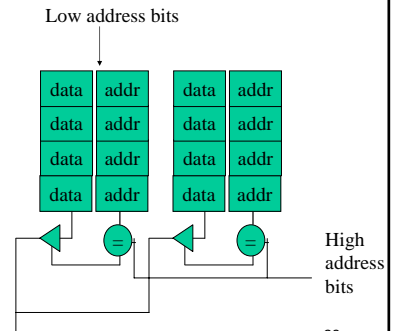 Low address bits
data addr data addr
data addr data addr
data addr data addr
data addr data addr
= =
High
address
bits